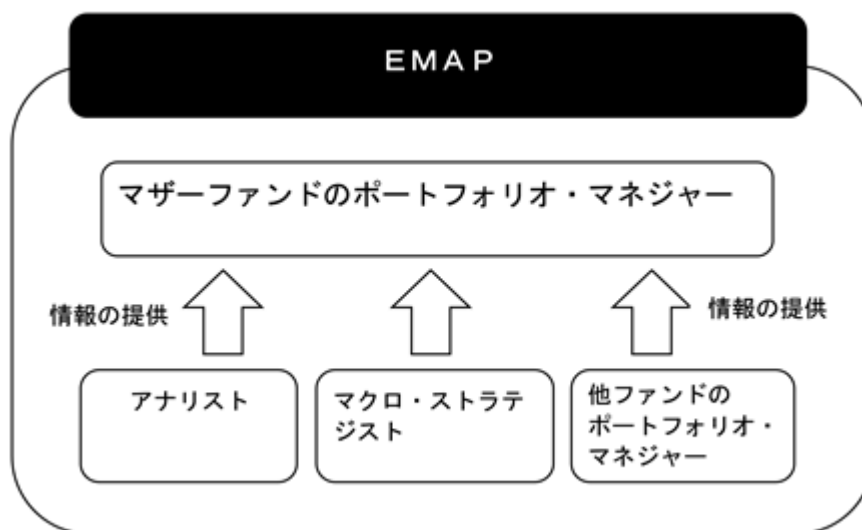 ＥＭＡＰ
マザーファンドのポートフォリオ・マネジャー
情報の提供
情報の提供
アナリスト
マクロ・ストラテ
ジスト
他ファンドの
ポートフォリオ・
マネジャー